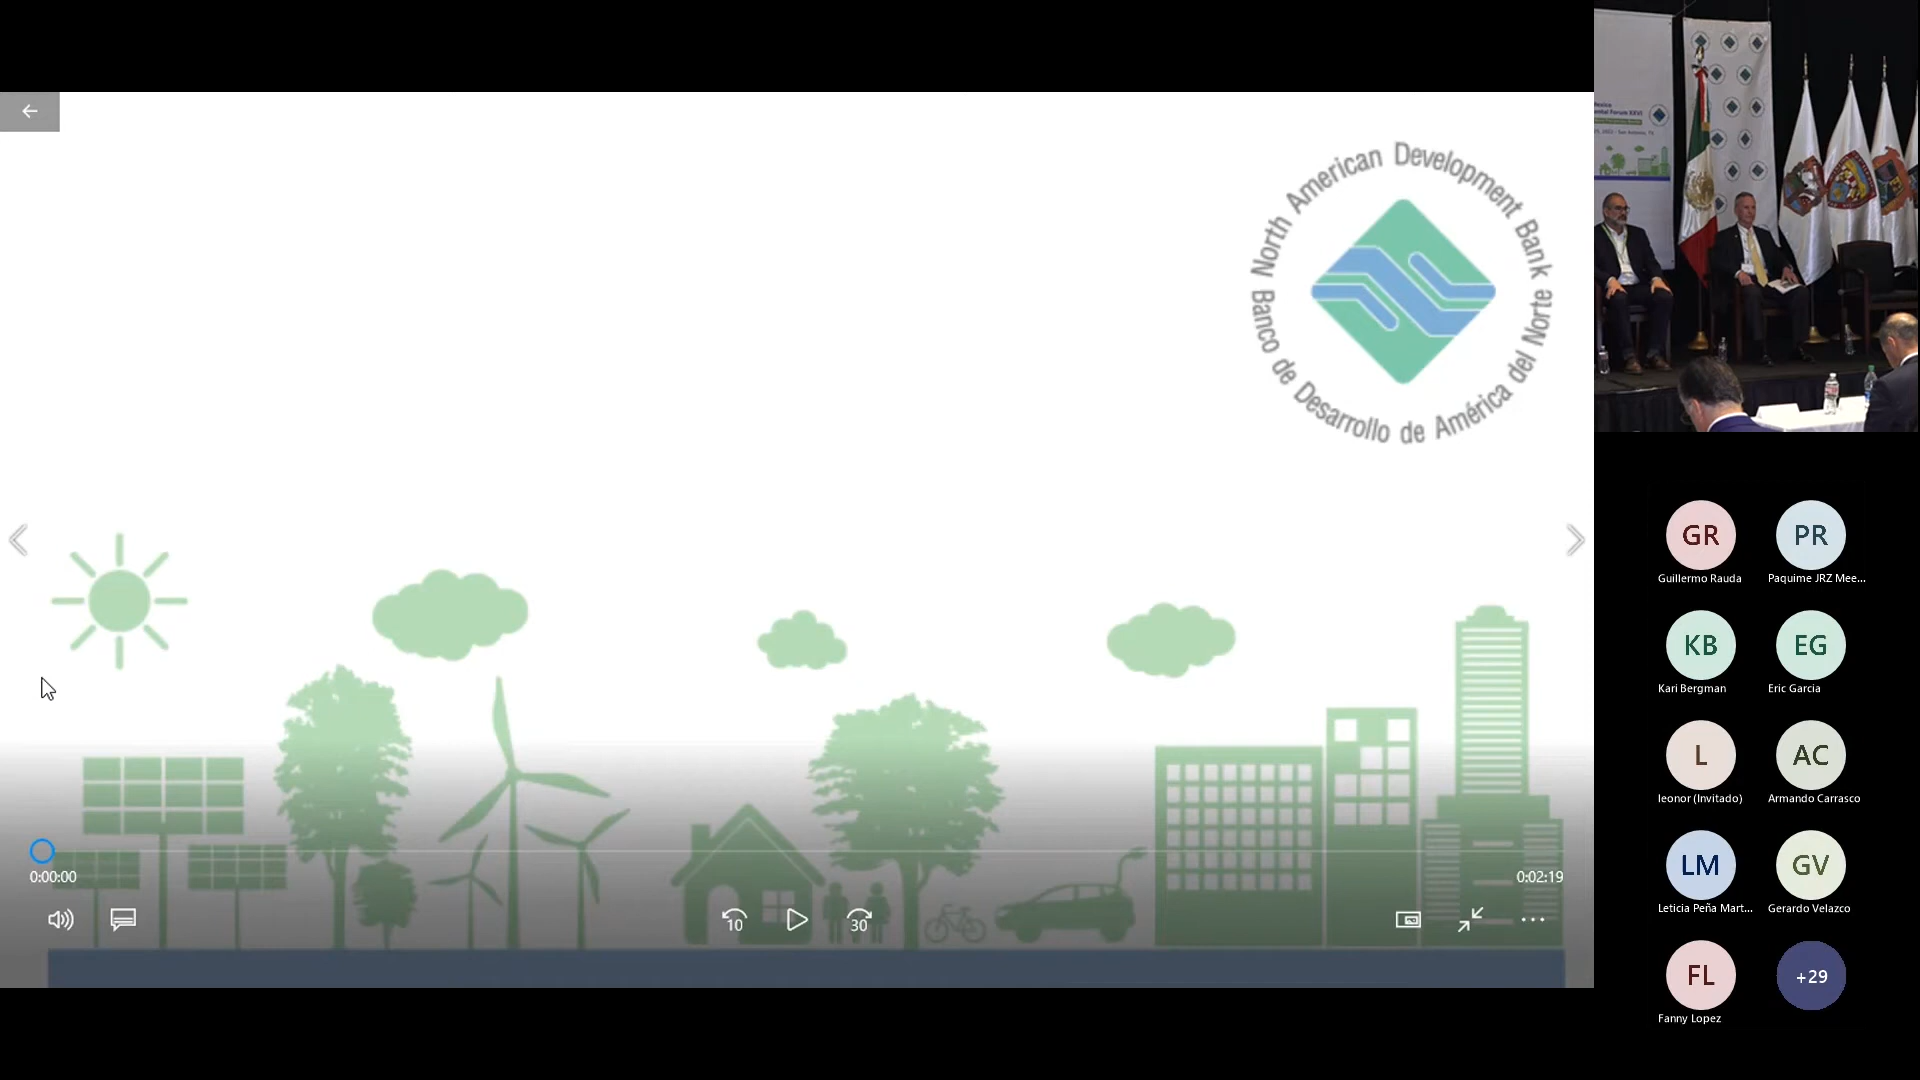 North American Development Bank
Banco de Desarrollo de América del Norte
0:00:00
0:02:19
10
30
GR
PR
Guillermo Rauda
Paquime JRZ Mee...
KB
EG
Kari Bergman
Eric Garcia
L
AC
leonor (Invitado)
Armando Carrasco
LM
GV
Leticia Peña Mart...
Gerardo Velazco
FL
+29
Fanny Lopez